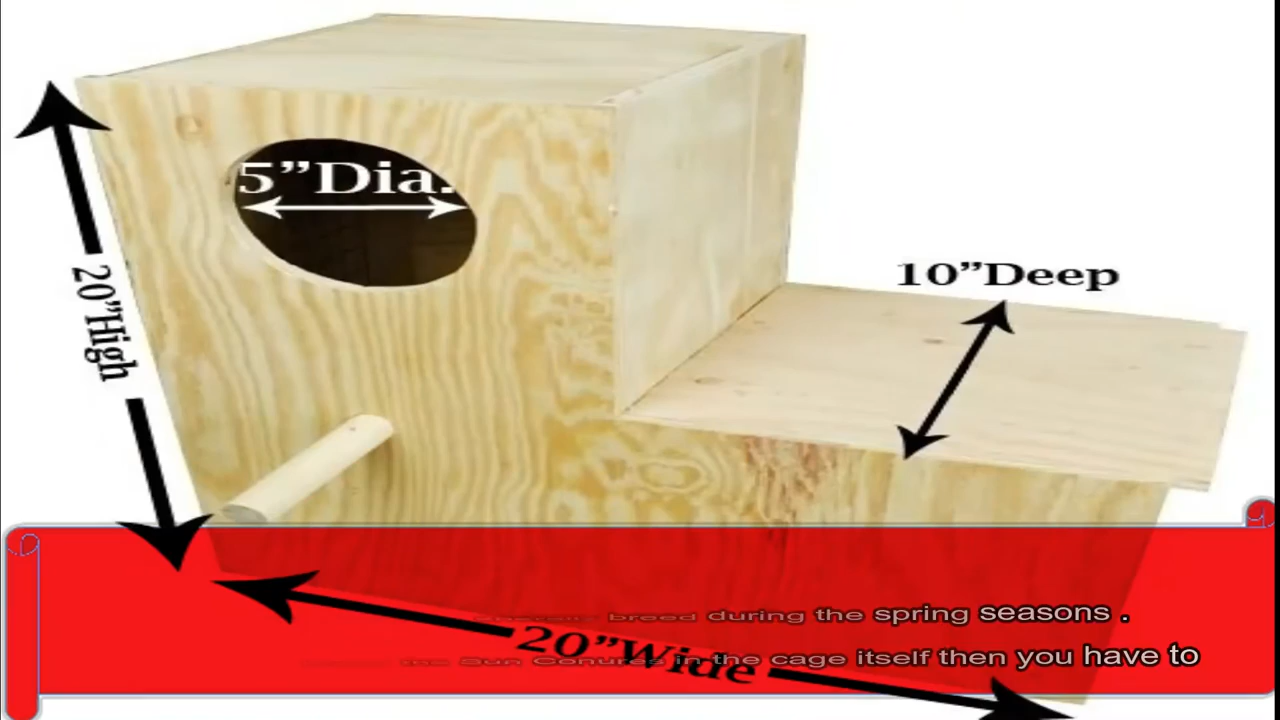 5”Dia.
10”Deep
20”High
breed during the spring seasons .
the Sun Conures in the cage itself then you have to
20”Wide